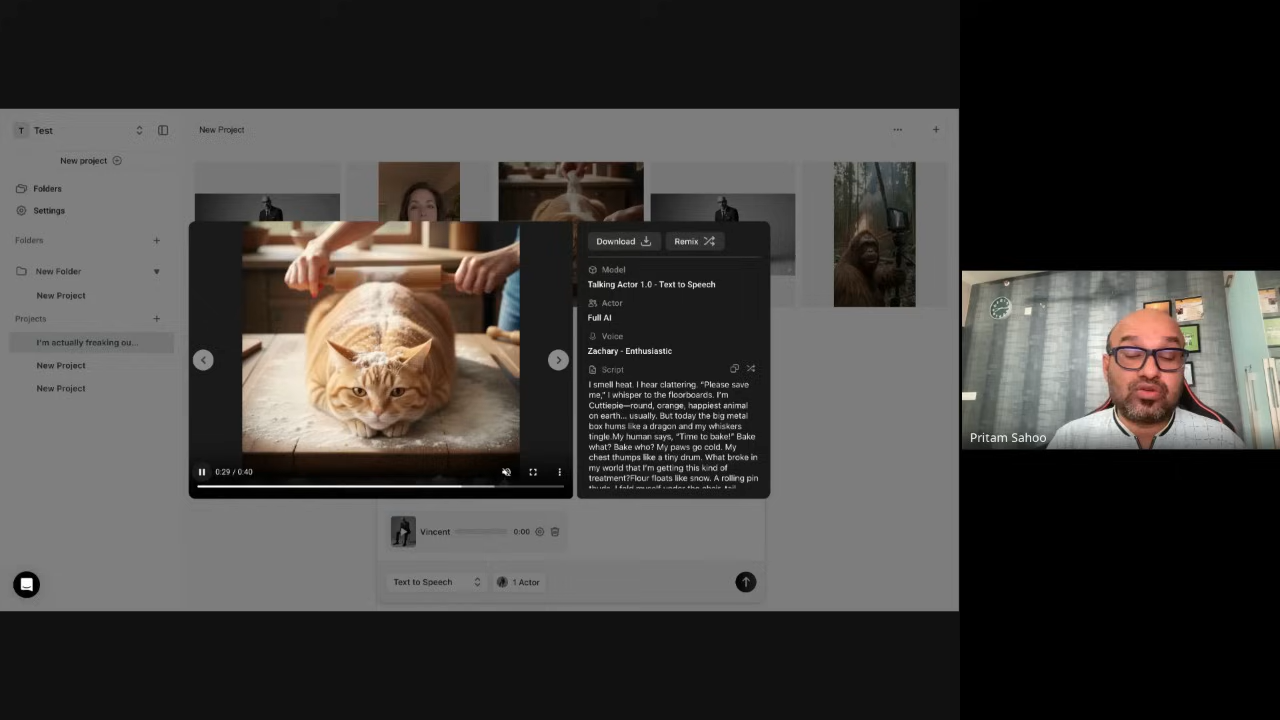 T Test
New Project
New project
Folders
Settings
Folders
New Folder
New Project
Projects
I'm actually freaking ou...
New Project
New Project
Download
Remix
Model
Talking Actor 1.0 - Text to Speech
Actor
Full AI
Voice
Zachary - Enthusiastic
Script
I smell heat. I hear clattering. "Please save
me," I whisper to the floorboards. I'm
Cuttiepie—round, orange, happiest animal
on earth... usually. But today the big metal
box hums like a dragon and my whiskers
tingle.My human says, "Time to bake!" Bake
what? Bake who? My paws go cold. My
chest thumps like a tiny drum. What broke in
my world that I'm getting this kind of
treatment?Flour floats like snow. A rolling pin
0:29 / 0:40
Vincent
0:00
Text to Speech
1 Actor
Pritam Sahoo